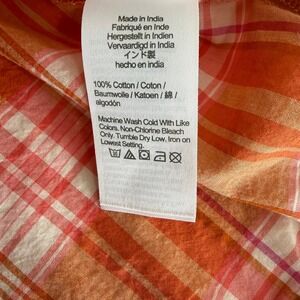 Made in India
Fabriqué en Inde
Hergestellt in Indien
Vervaardigd in India
インド製
hecho en india
100% Cotton / Coton /
Baumwolle / Katoen / 綿 /
algodón
Machine Wash Cold With Like
Colors. Non-Chlorine Bleach
Only. Tumble Dry Low. Iron on
Lowest Setting.